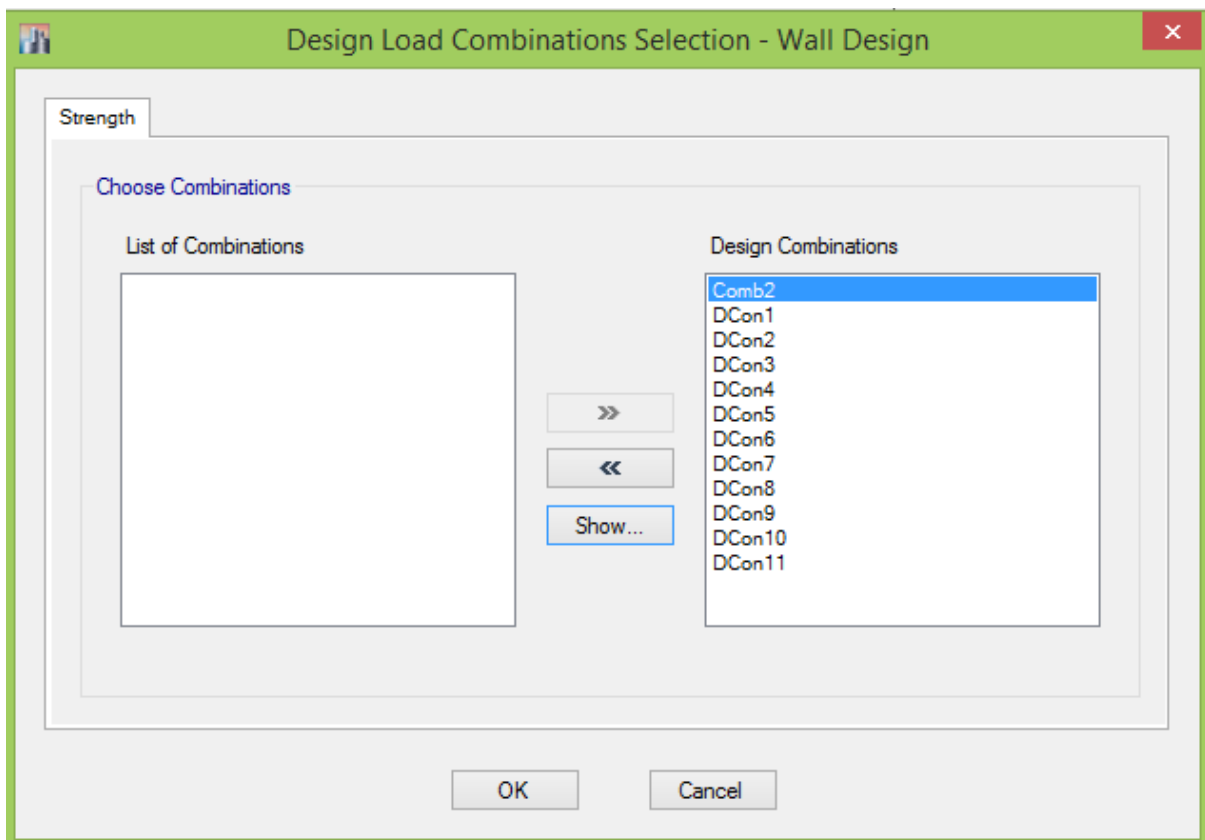 Design Load Combinations Selection - Wall Design
Strength
Choose Combinations
List of Combinations
Design Combinations
Comb2
DCon1
DCon2
DCon3
DCon4
DCon5
DCon6
DCon7
DCon8
DCon9
DCon10
DCon11
>>
<<
Show...
OK
Cancel